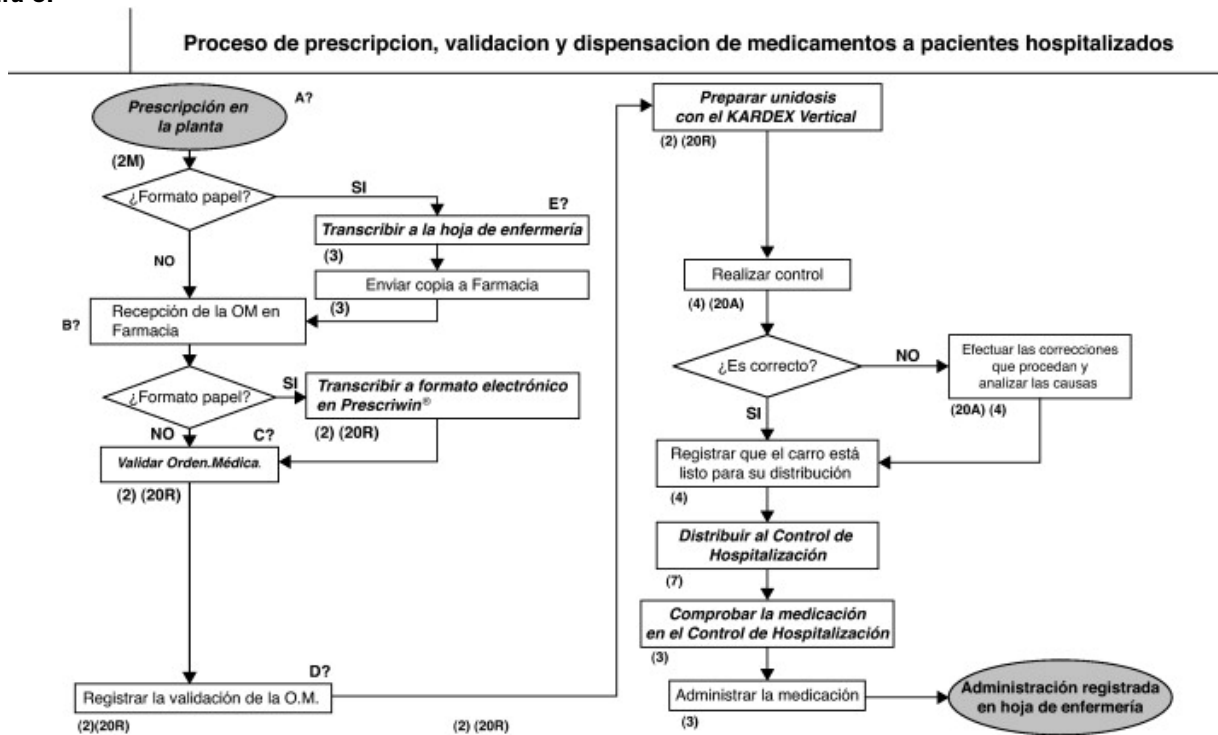 Proceso de prescripcion, validacion y dispensacion de medicamentos a pacientes hospitalizados
Prescripción en
la planta
A?
(2M)
¿Formato papel?
SI
NO
E?
Transcribir a la hoja de enfermería
(3)
Enviar copia a Farmacia
(3)
B?
Recepción de la OM en
Farmacia
¿Formato papel?
SI
Transcribir a formato electrónico
en Prescriwin®
(2) (20R)
NO
C?
Validar Orden.Médica.
(2) (20R)
D?
Registrar la validación de la O.M.
(2)(20R)
(2) (20R)
Preparar unidosis
con el KARDEX Vertical
(2) (20R)
Realizar control
(4) (20A)
¿Es correcto?
NO
Efectuar las correcciones
que procedan y
analizar las causas
(20A) (4)
SI
Registrar que el carro está
listo para su distribución
(4)
Distribuir al Control de
Hospitalización
(7)
Comprobar la medicación
en el Control de Hospitalización
(3)
Administrar la medicación
(3)
Administración registrada
en hoja de enfermería